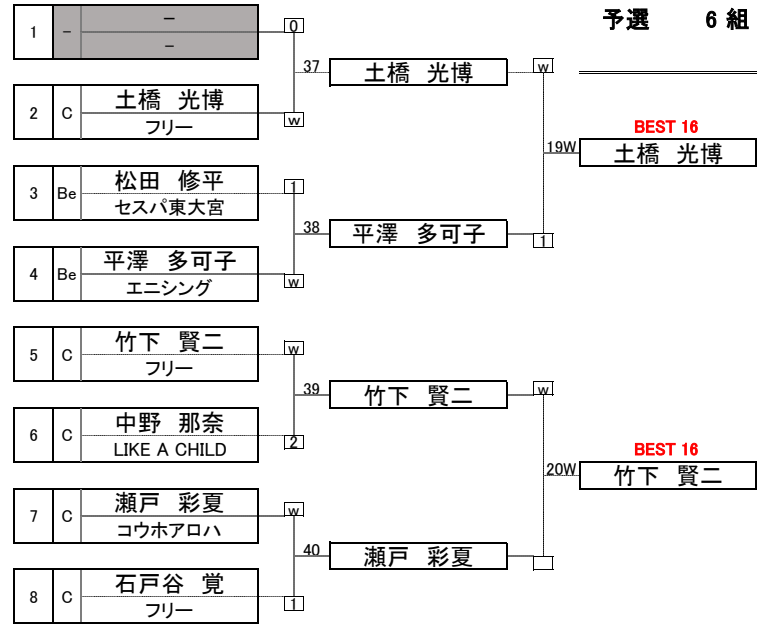 予選 6 組
1 - －
－
0
37 土橋 光博 w
2 C 土橋 光博
フリー
w
BEST 16
19W 土橋 光博
3 Be 松田 修平
セスパ東大宮
1
38 平澤 多可子 1
4 Be 平澤 多可子
エニシング
w
5 C 竹下 賢二
フリー
w
39 竹下 賢二 w
6 C 中野 那奈
LIKE A CHILD
2
BEST 16
20W 竹下 賢二
7 C 瀬戸 彩夏
コウホアロハ
w
40 瀬戸 彩夏
8 C 石戸谷 覚
フリー
1